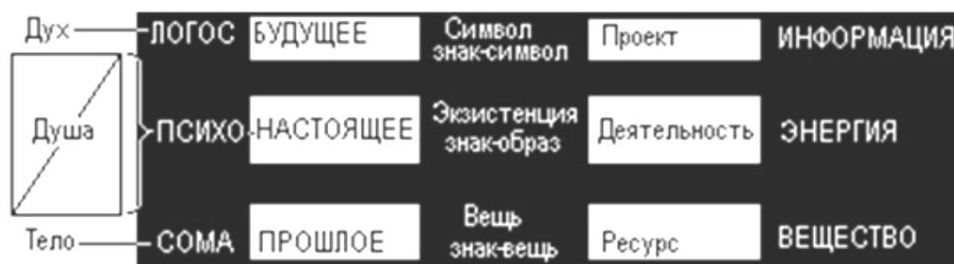 Дух ЛОГОС БУДУЩЕЕ Символ знак-символ Проект ИНФОРМАЦИЯ
Душа ПСИХО НАСТОЯЩЕЕ Экзистенция знак-образ Деятельность ЭНЕРГИЯ
Тело СОМА ПРОШЛОЕ Вещь знак-вещь Ресурс ВЕЩЕСТВО